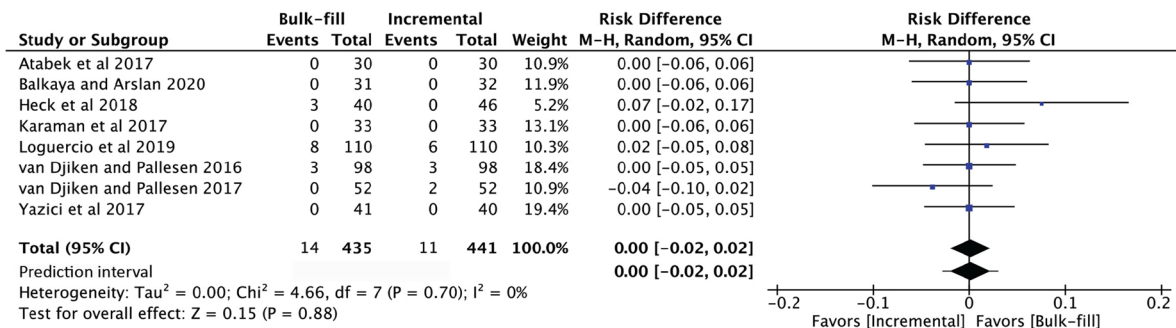 Bulk-fill Incremental Risk Difference Risk Difference
Study or Subgroup Events Total Events Total Weight M-H, Random, 95% CI M-H, Random, 95% CI
Atabek et al 2017 0 30 0 30 10.9% 0.00 [-0.06, 0.06]
Balkaya and Arslan 2020 0 31 0 32 11.9% 0.00 [-0.06, 0.06]
Heck et al 2018 3 40 0 46 5.2% 0.07 [-0.02, 0.17]
Karaman et al 2017 0 33 0 33 13.1% 0.00 [-0.06, 0.06]
Loguercio et al 2019 8 110 6 110 10.3% 0.02 [-0.05, 0.08]
van Djiken and Pallesen 2016 3 98 3 98 18.4% 0.00 [-0.05, 0.05]
van Djiken and Pallesen 2017 0 52 2 52 10.9% -0.04 [-0.10, 0.02]
Yazici et al 2017 0 41 0 40 19.4% 0.00 [-0.05, 0.05]
Total (95% CI) 14 435 11 441 100.0% 0.00 [-0.02, 0.02]
Prediction interval 0.00 [-0.02, 0.02]
Heterogeneity: Tau² = 0.00; Chi² = 4.66, df = 7 (P = 0.70); I² = 0%
Test for overall effect: Z = 0.15 (P = 0.88)
-0.2 -0.1 0 0.1 0.2
Favors [Incremental] Favors [Bulk-fill]